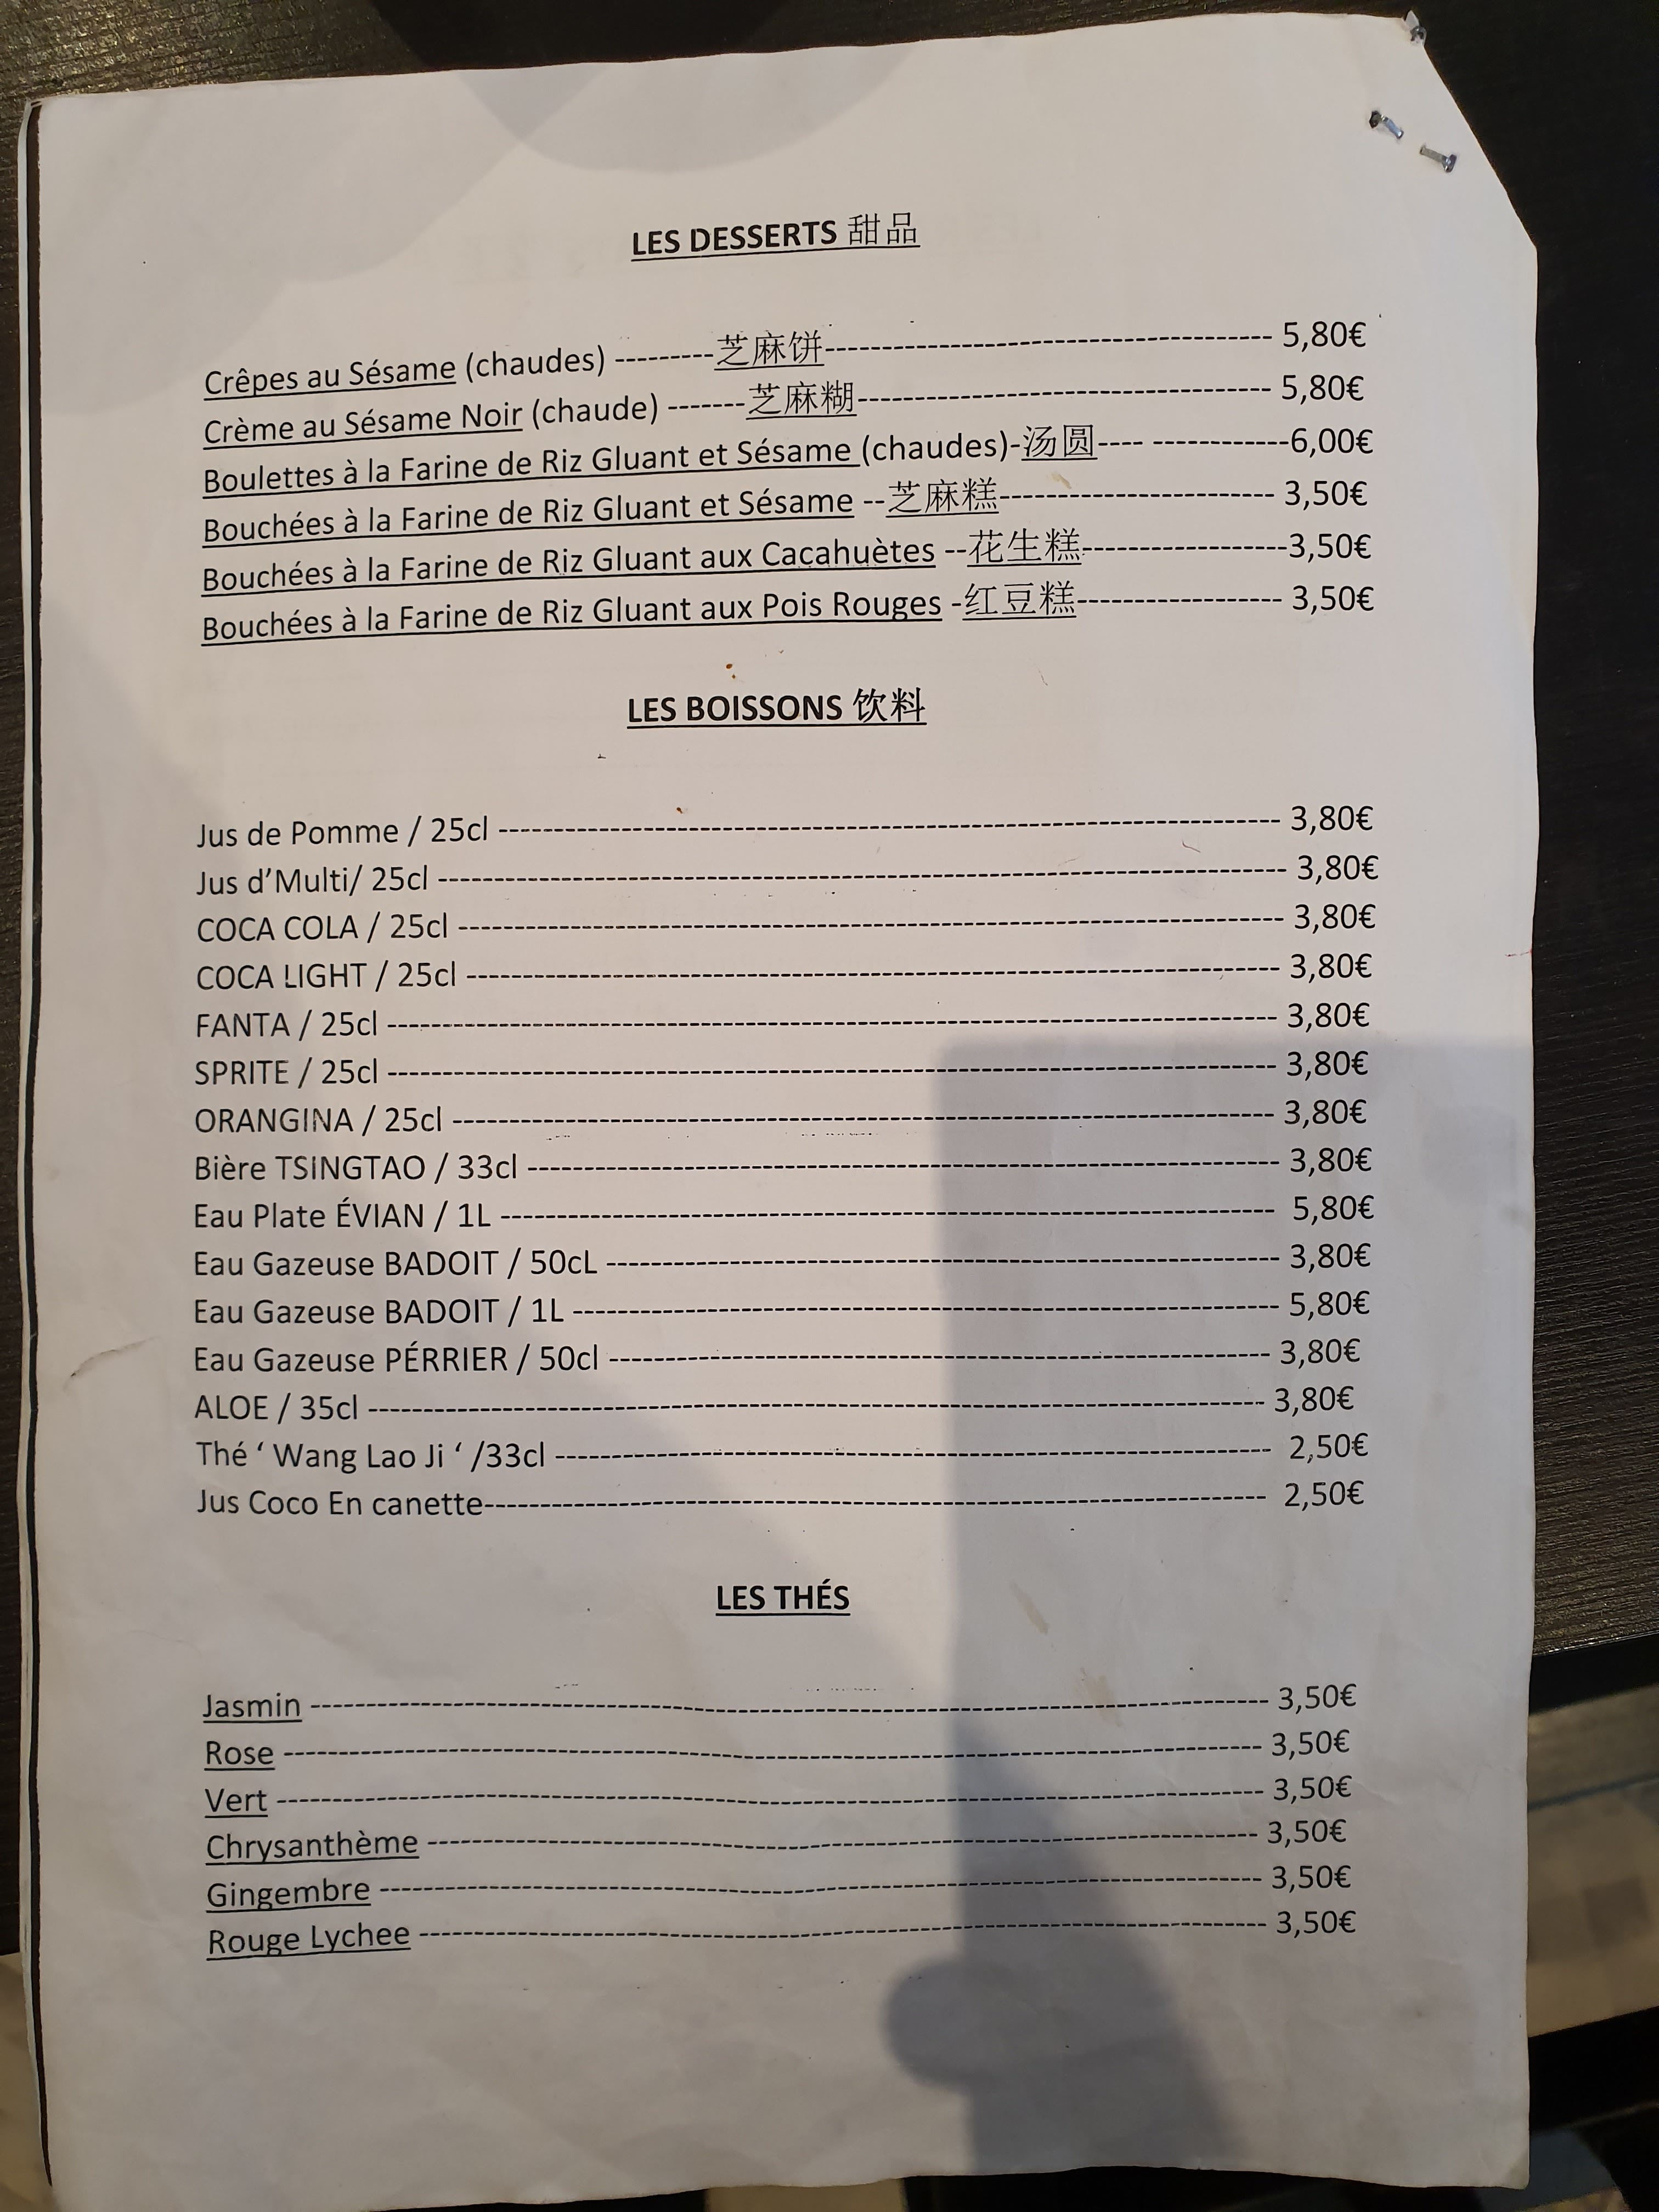 LES DESSERTS 甜品
Crêpes au Sésame (chaudes) ---------芝麻饼---------------------------------------- 5,80€
Crème au Sésame Noir (chaude) -------芝麻糊------------------------------------- 5,80€
Boulettes à la Farine de Riz Gluant et Sésame (chaudes)-汤圆---- ------------6,00€
Bouchées à la Farine de Riz Gluant et Sésame --芝麻糕------------------------ 3,50€
Bouchées à la Farine de Riz Gluant aux Cacahuètes --花生糕------------------3,50€
Bouchées à la Farine de Riz Gluant aux Pois Rouges -红豆糕------------------ 3,50€
LES BOISSONS 饮料
Jus de Pomme / 25cl ---------------------------------------------------------------------- 3,80€
Jus d’Multi/ 25cl ---------------------------------------------------------------------------- 3,80€
COCA COLA / 25cl -------------------------------------------------------------------------- 3,80€
COCA LIGHT / 25cl ------------------------------------------------------------------------- 3,80€
FANTA / 25cl -------------------------------------------------------------------------------- 3,80€
SPRITE / 25cl -------------------------------------------------------------------------------- 3,80€
ORANGINA / 25cl -------------------------------------------------------------------------- 3,80€
Bière TSINGTAO / 33cl -------------------------------------------------------------------- 3,80€
Eau Plate ÉVIAN / 1L ---------------------------------------------------------------------- 5,80€
Eau Gazeuse BADOIT / 50cL ------------------------------------------------------------ 3,80€
Eau Gazeuse BADOIT / 1L --------------------------------------------------------------- 5,80€
Eau Gazeuse PÉRRIER / 50cl ----------------------------------------------------------- 3,80€
ALOE / 35cl --------------------------------------------------------------------------------- 3,80€
Thé ‘ Wang Lao Ji ‘ /33cl ---------------------------------------------------------------- 2,50€
Jus Coco En canette---------------------------------------------------------------------- 2,50€
LES THÉS
Jasmin --------------------------------------------------------------------------------------- 3,50€
Rose ----------------------------------------------------------------------------------------- 3,50€
Vert ------------------------------------------------------------------------------------------ 3,50€
Chrysanthème --------------------------------------------------------------------------- 3,50€
Gingembre -------------------------------------------------------------------------------- 3,50€
Rouge Lychee ----------------------------------------------------------------------------- 3,50€